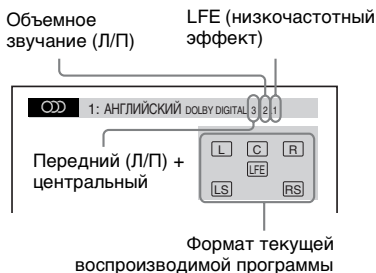 Объемное
звучание (Л/П)
LFE (низкочастотный
эффект)
1: АНГЛИЙСКИЙ DOLBY DIGITAL 3 2 1
Передний (Л/П) +
центральный
L C R
LFE
LS RS
Формат текущей
воспроизводимой программы